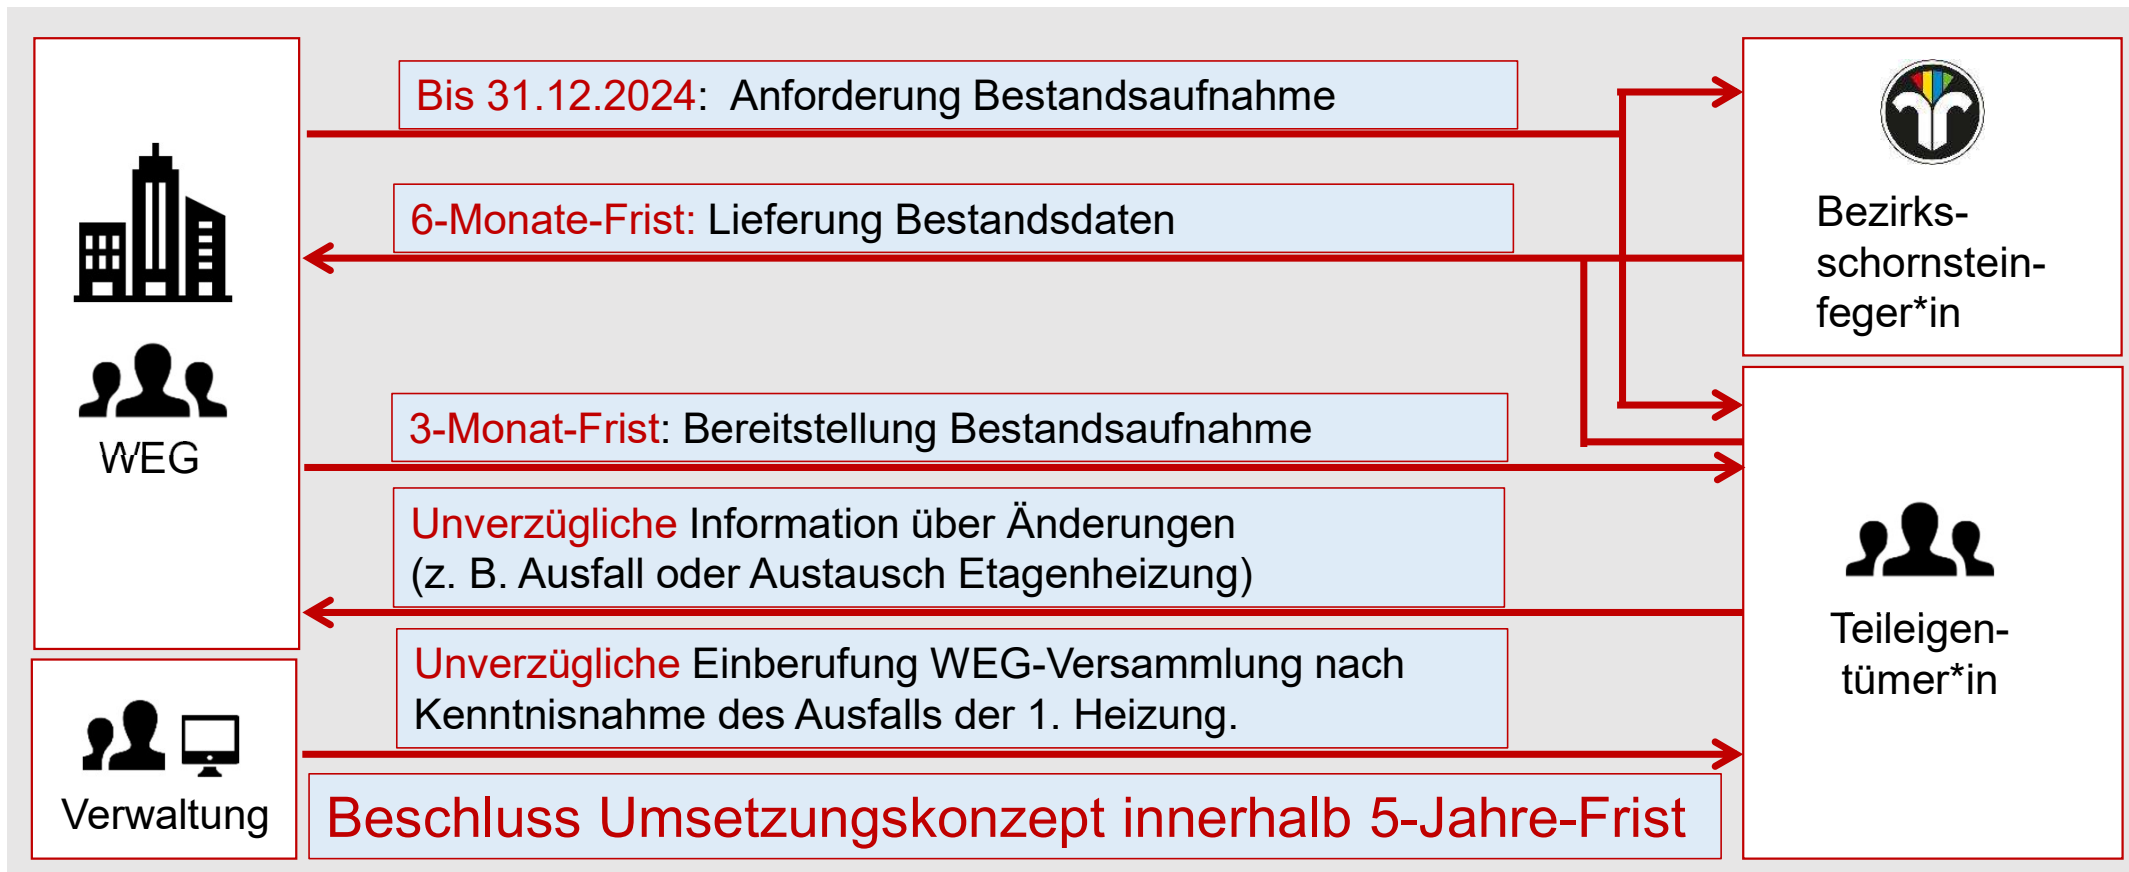 Bis 31.12.2024:  Anforderung Bestandsaufnahme
6-Monate-Frist: Lieferung Bestandsdaten
Bezirks-
schornstein-
feger*in
WEG
3-Monat-Frist: Bereitstellung Bestandsaufnahme
Unverzügliche Information über Änderungen
(z. B. Ausfall oder Austausch Etagenheizung)
Teileigen-
tümer*in
Unverzügliche Einberufung WEG-Versammlung nach
Kenntnisnahme des Ausfalls der 1. Heizung.
Verwaltung
Beschluss Umsetzungskonzept innerhalb 5-Jahre-Frist